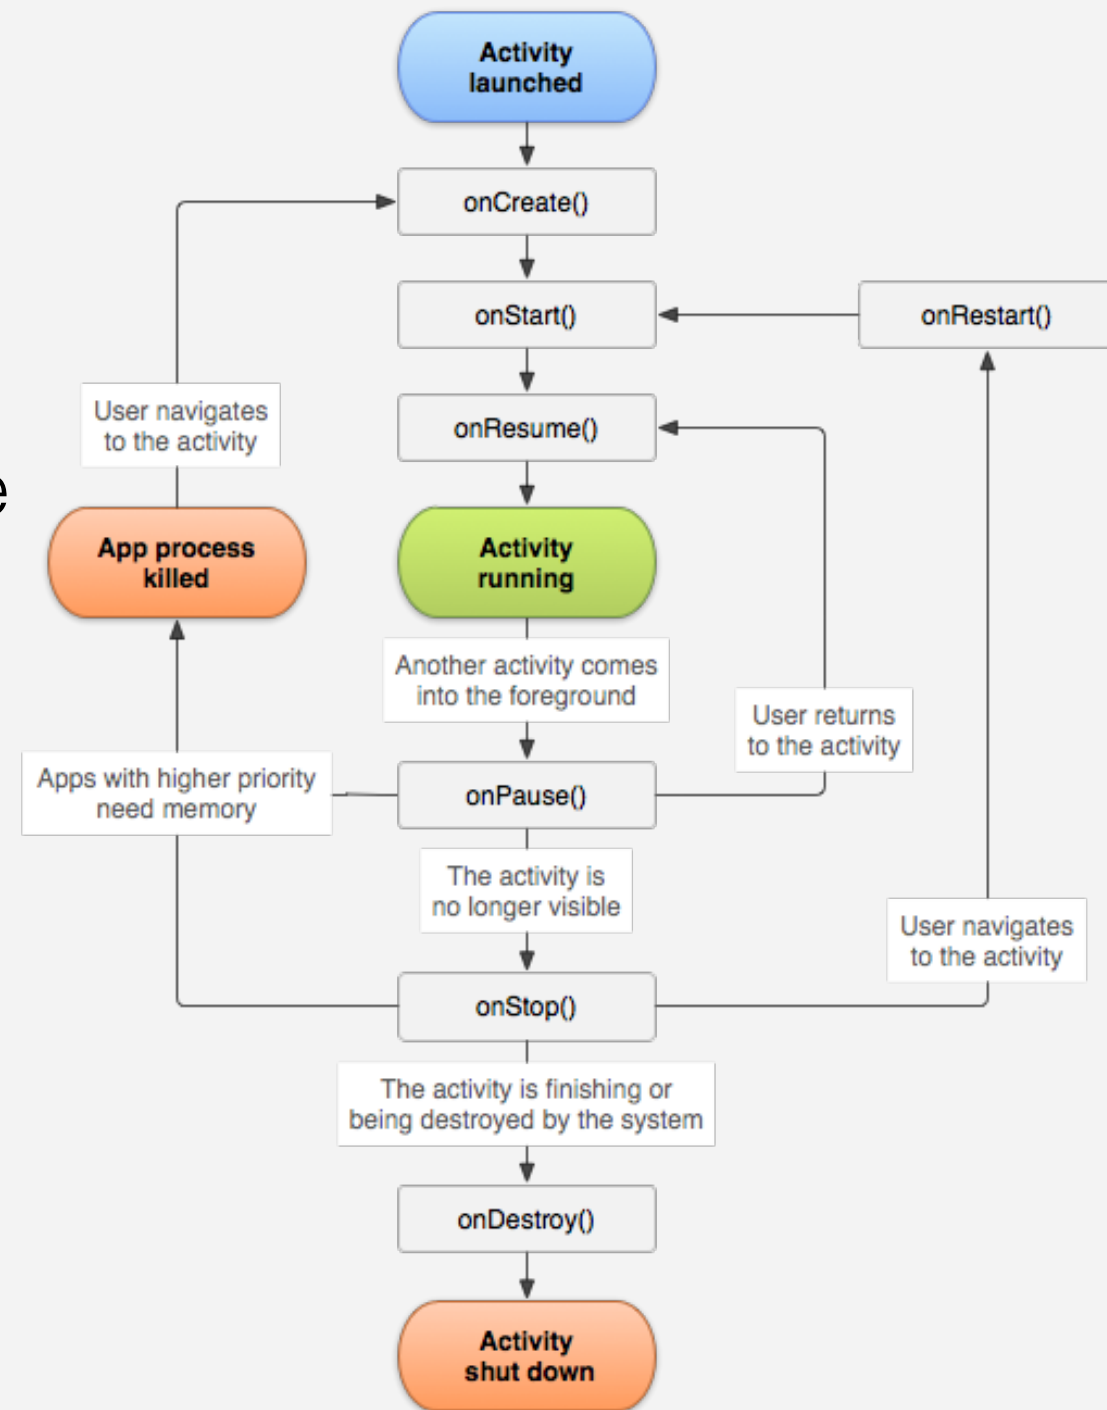 Activity
launched
onCreate()
onStart()
onRestart()
User navigates
to the activity
onResume()
e
App process
killed
Activity
running
Another activity comes
into the foreground
User returns
to the activity
Apps with higher priority
need memory
onPause()
The activity is
no longer visible
User navigates
to the activity
onStop()
The activity is finishing or
being destroyed by the system
onDestroy()
Activity
shut down